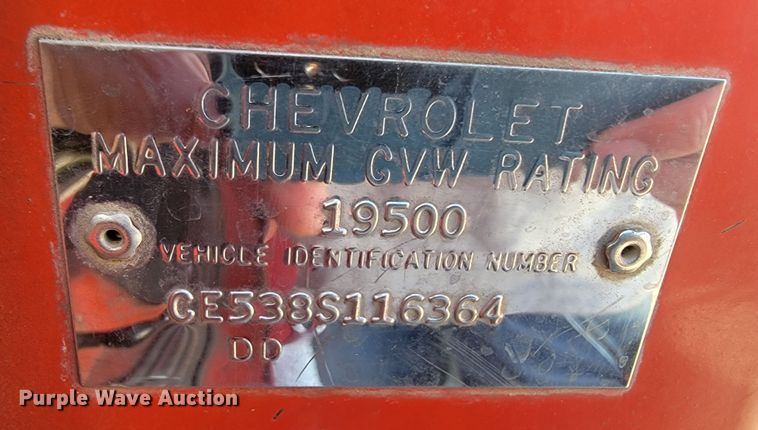 CHEVROLET
MAXIMUM GVW RATING
19500
VEHICLE IDENTIFICATION NUMBER
CE538S116364
DD
Purple Wave Auction